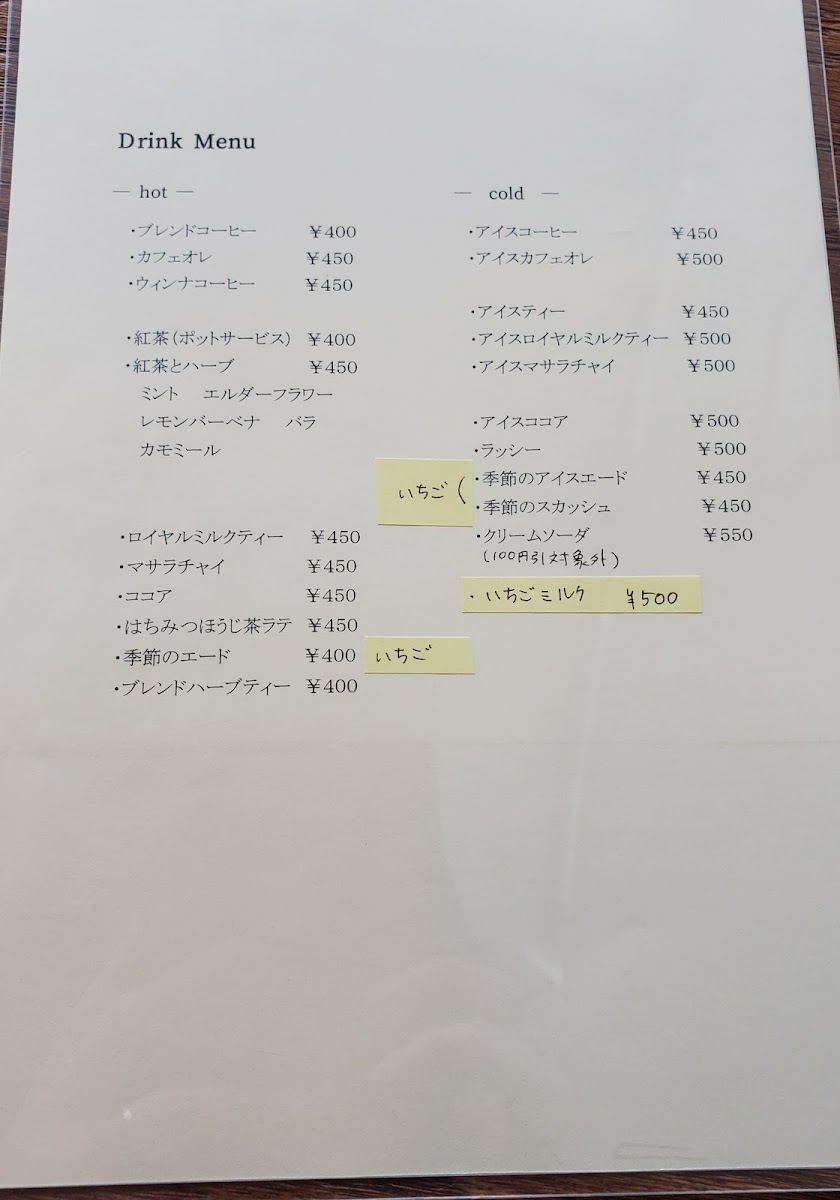 Drink Menu
— hot —
・ブレンドコーヒー ￥400
・カフェオレ ￥450
・ウィンナコーヒー ￥450
・紅茶（ポットサービス） ￥400
・紅茶とハーブ ￥450
ミント エルダーフラワー
レモンバーベナ バラ
カモミール
・ロイヤルミルクティー ￥450
・マサラチャイ ￥450
・ココア ￥450
・はちみつほうじ茶ラテ ￥450
・季節のエード ￥400 いちご
・ブレンドハーブティー ￥400
— cold —
・アイスコーヒー ￥450
・アイスカフェオレ ￥500
・アイスティー ￥450
・アイスロイヤルミルクティー ￥500
・アイスマサラチャイ ￥500
・アイスココア ￥500
・ラッシー ￥500
いちご（
・季節のアイスエード ￥450
・季節のスカッシュ ￥450
・クリームソーダ ￥550
（100円引対象外）
・いちごミルク ￥500